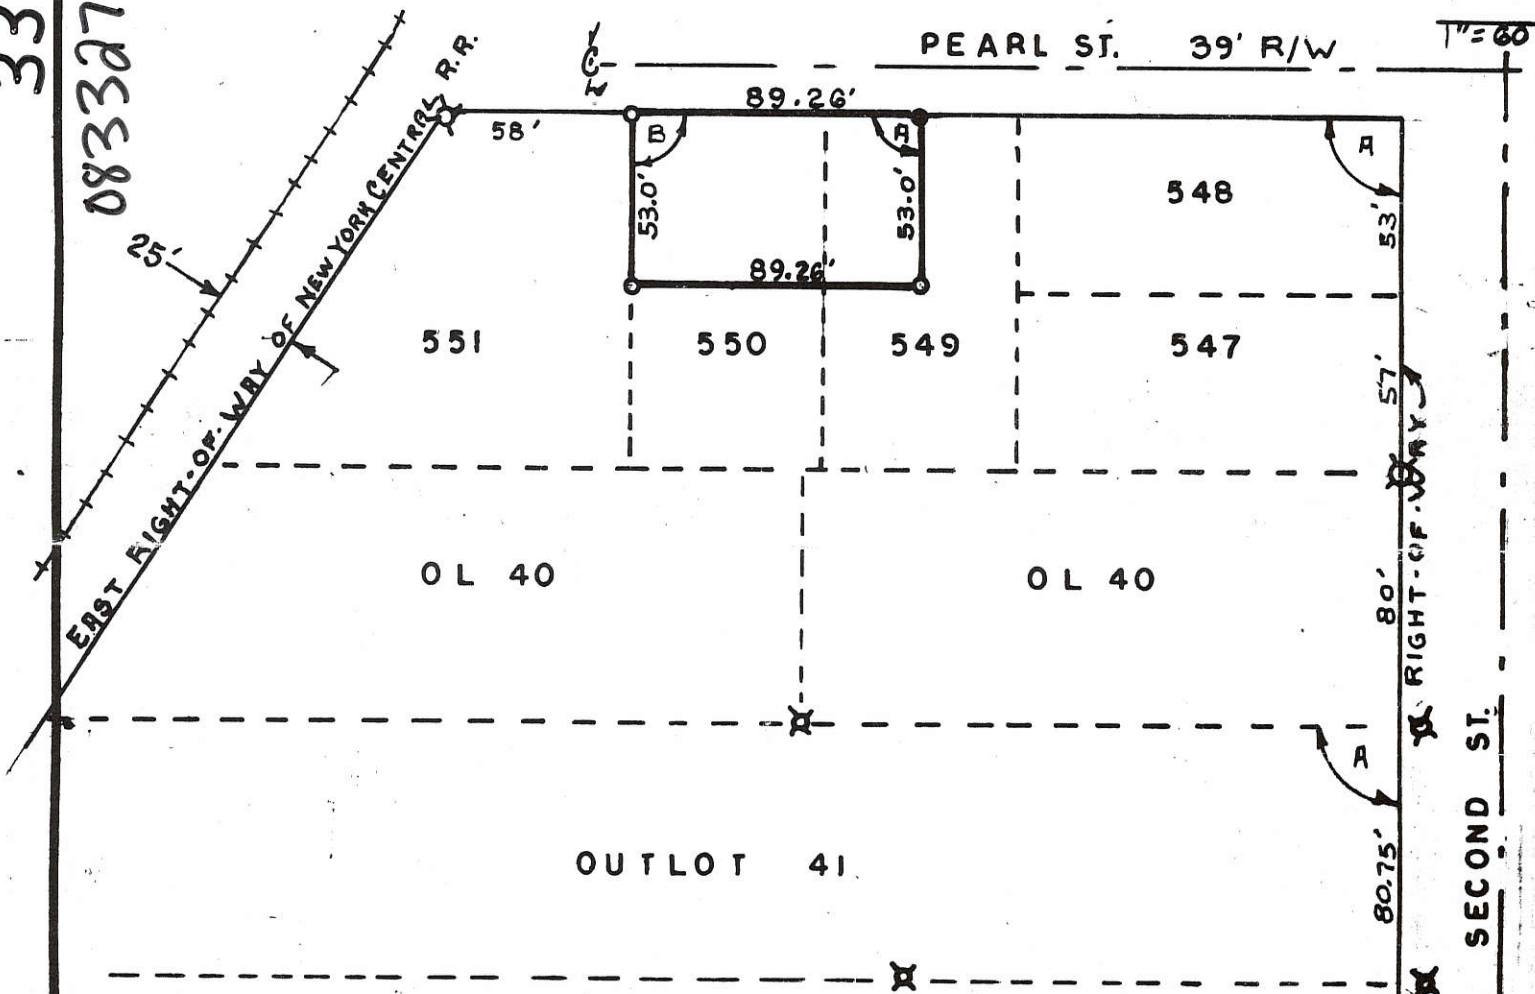 33
083327
PEARL ST. 39' R/W
1"=60
58'
89.26'
B
A
A
53.0'
53.0'
53'
548
25'
89.26'
551
550
549
547
57'
EAST RIGHT-OF-WAY OF NEW YORK CENTRAL R.R.
OL 40
OL 40
80'
RIGHT-OF-WAY
A
OUTLOT 41
80.75'
SECOND ST.